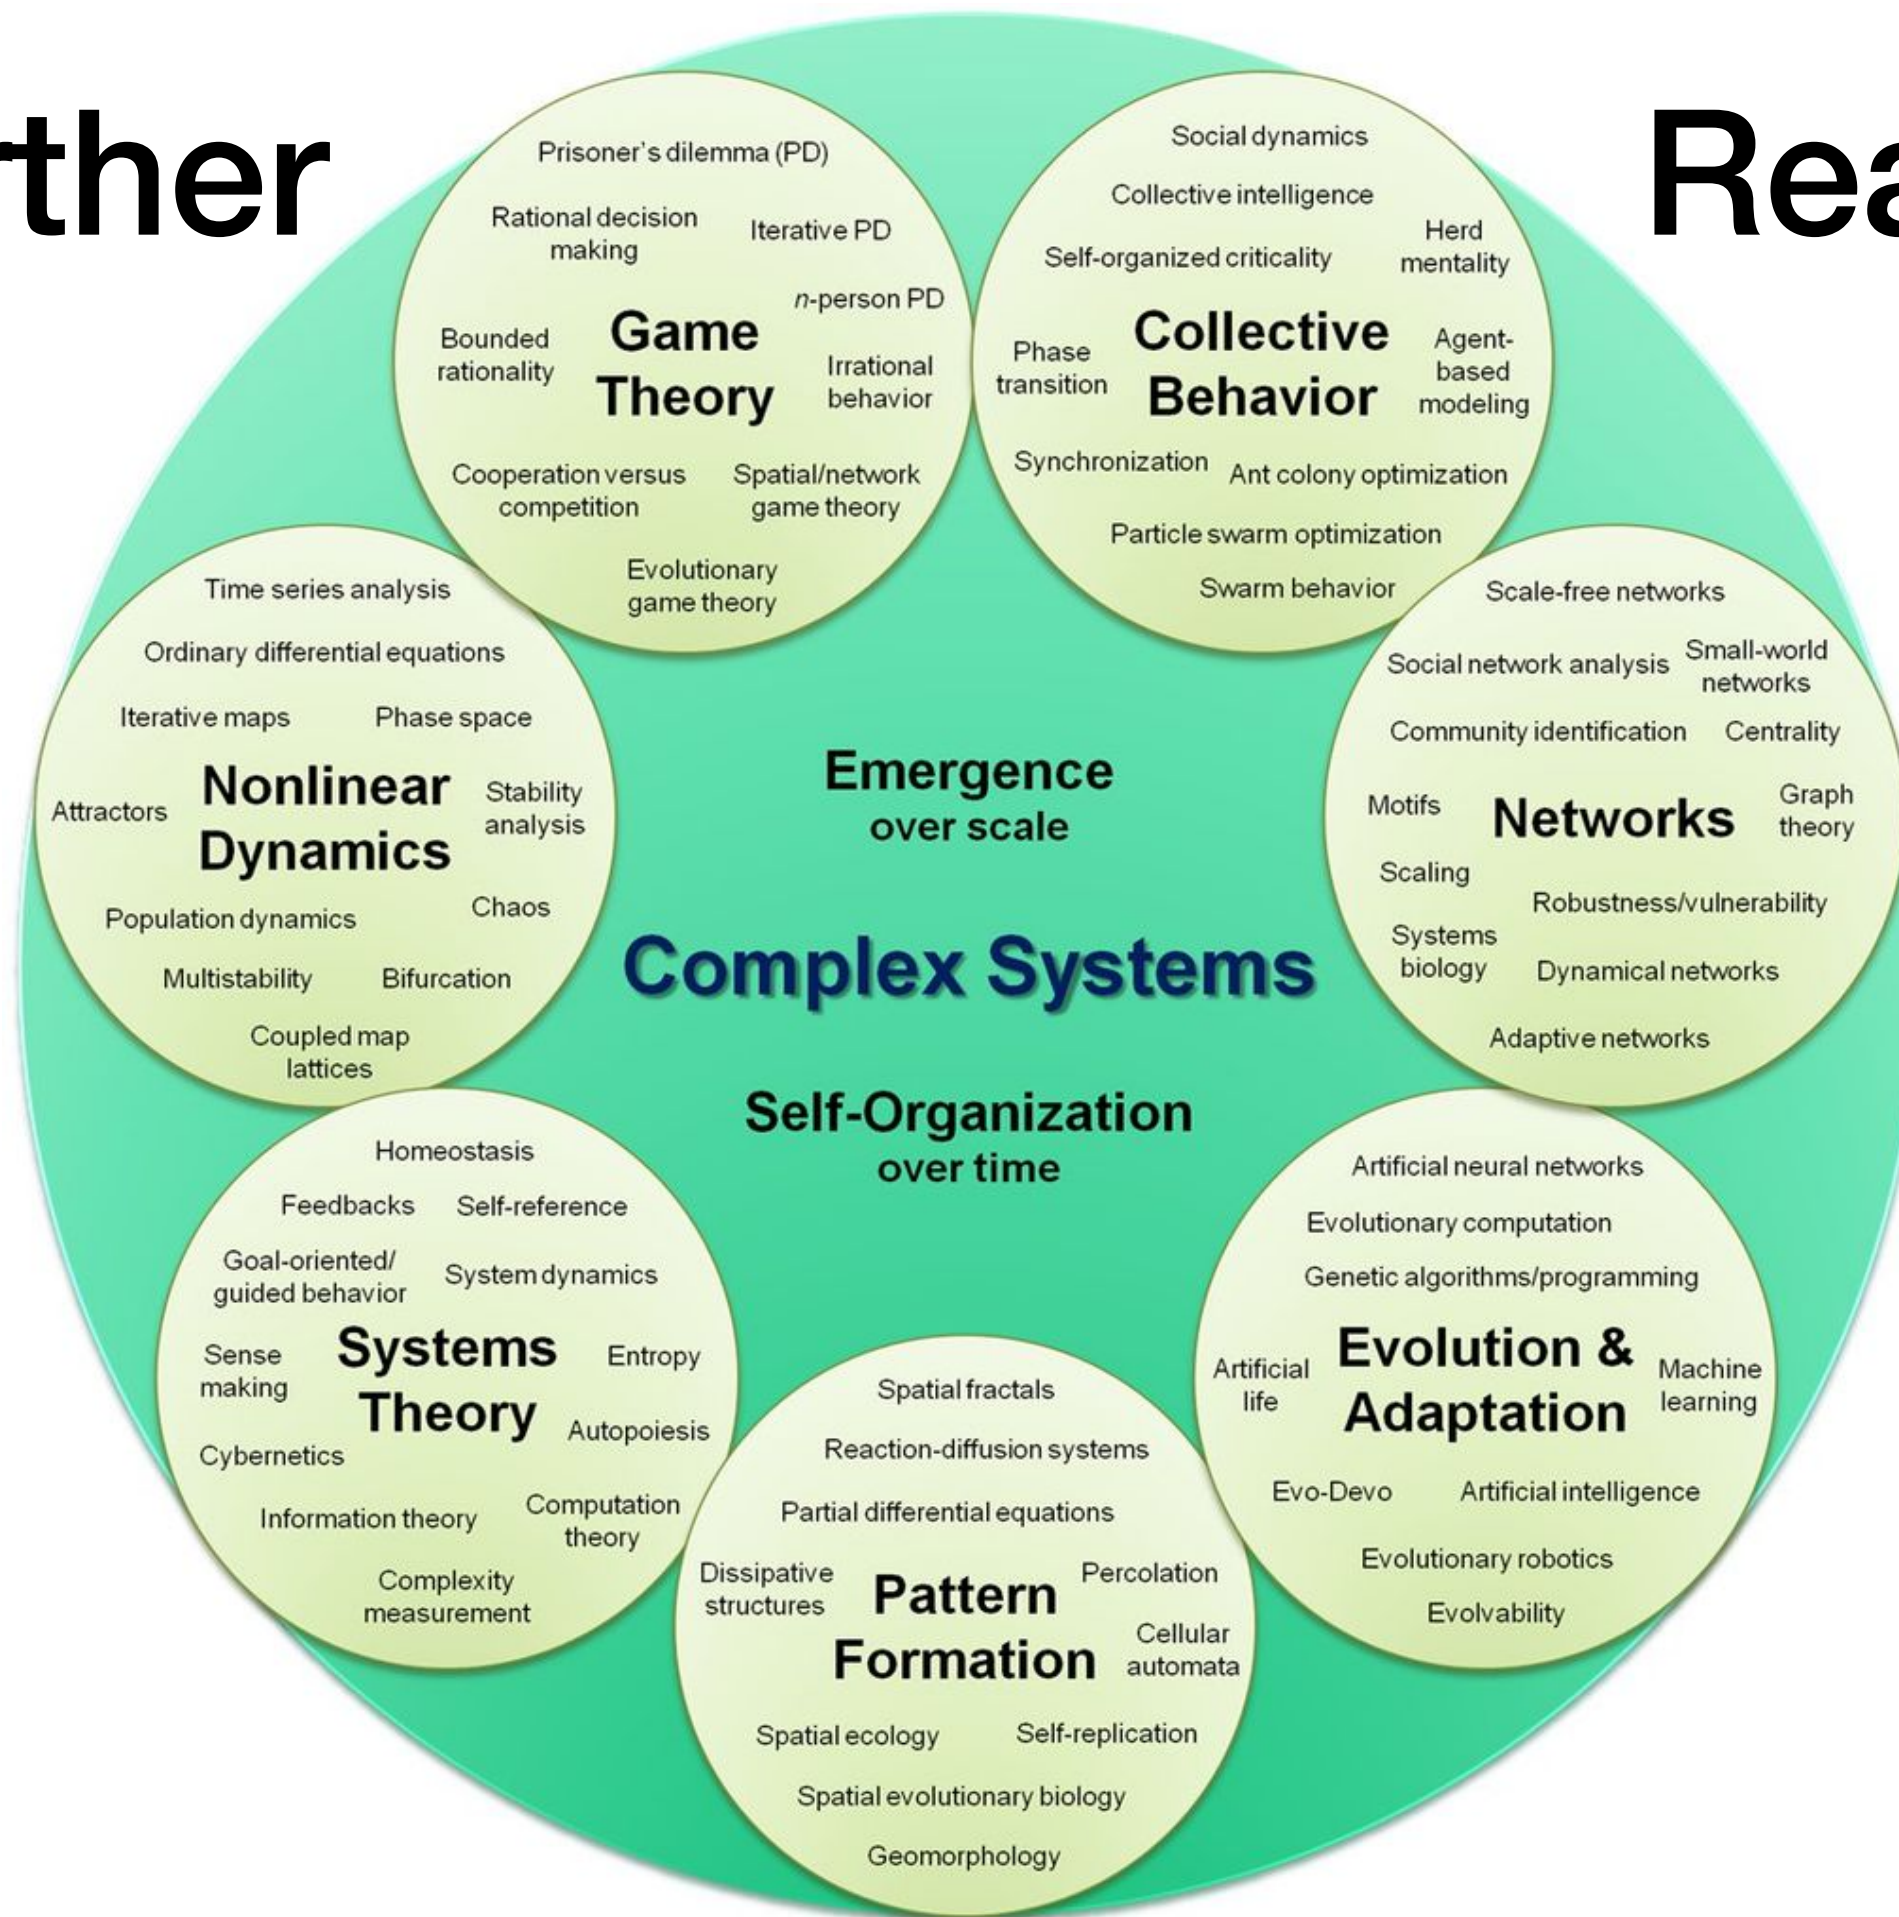 rther
Rea
Prisoner's dilemma (PD)
Rational decision
making
Iterative PD
n-person PD
Game
Theory
Bounded
rationality
Irrational
behavior
Cooperation versus
competition
Spatial/network
game theory
Evolutionary
game theory
Social dynamics
Collective intelligence
Self-organized criticality
Herd
mentality
Collective
Behavior
Phase
transition
Agent-
based
modeling
Synchronization
Ant colony optimization
Particle swarm optimization
Swarm behavior
Time series analysis
Ordinary differential equations
Iterative maps
Phase space
Nonlinear
Dynamics
Attractors
Stability
analysis
Population dynamics
Chaos
Multistability
Bifurcation
Coupled map
lattices
Emergence
over scale
Complex Systems
Self-Organization
over time
Scale-free networks
Social network analysis
Small-world
networks
Community identification
Centrality
Motifs
Networks
Graph
theory
Scaling
Robustness/vulnerability
Systems
biology
Dynamical networks
Adaptive networks
Homeostasis
Feedbacks
Self-reference
Goal-oriented/
guided behavior
System dynamics
Systems
Theory
Sense
making
Entropy
Autopoiesis
Cybernetics
Information theory
Computation
theory
Complexity
measurement
Spatial fractals
Reaction-diffusion systems
Partial differential equations
Dissipative
structures
Pattern
Formation
Percolation
Cellular
automata
Spatial ecology
Self-replication
Spatial evolutionary biology
Geomorphology
Artificial neural networks
Evolutionary computation
Genetic algorithms/programming
Artificial
life
Evolution &
Adaptation
Machine
learning
Evo-Devo
Artificial intelligence
Evolutionary robotics
Evolvability